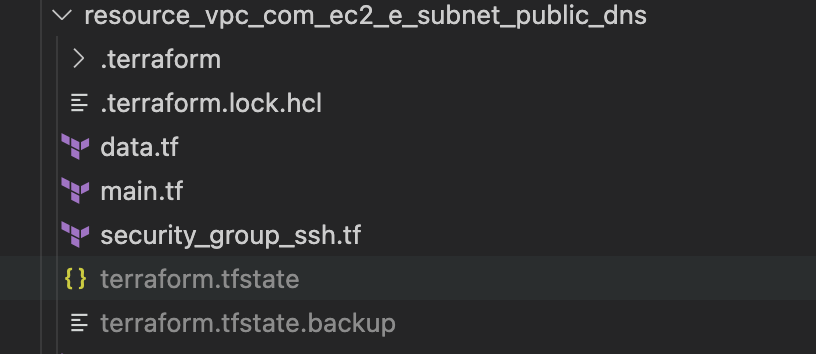 resource_vpc_com_ec2_e_subnet_public_dns
.terraform
.terraform.lock.hcl
data.tf
main.tf
security_group_ssh.tf
terraform.tfstate
terraform.tfstate.backup